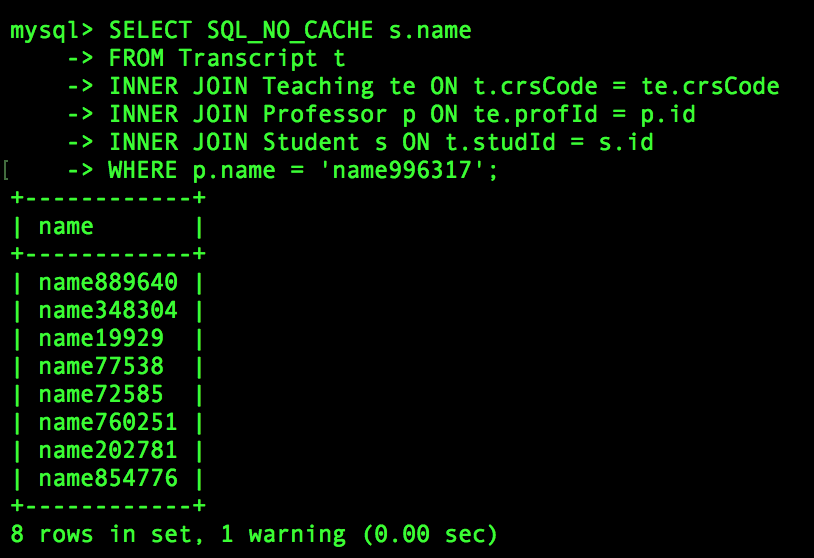 mysql> SELECT SQL_NO_CACHE s.name
    -> FROM Transcript t
    -> INNER JOIN Teaching te ON t.crsCode = te.crsCode
    -> INNER JOIN Professor p ON te.profId = p.id
    -> INNER JOIN Student s ON t.studId = s.id
[    -> WHERE p.name = 'name996317';
+------------+
| name       |
+------------+
| name889640 |
| name348304 |
| name19929  |
| name77538  |
| name72585  |
| name760251 |
| name202781 |
| name854776 |
+------------+
8 rows in set, 1 warning (0.00 sec)